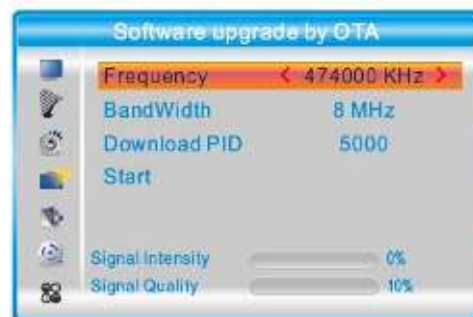 Software upgrade by OTA
Frequency < 474000 KHz >
BandWidth 8 MHz
Download PID 5000
Start
Signal Intensity 0%
Signal Quality 10%